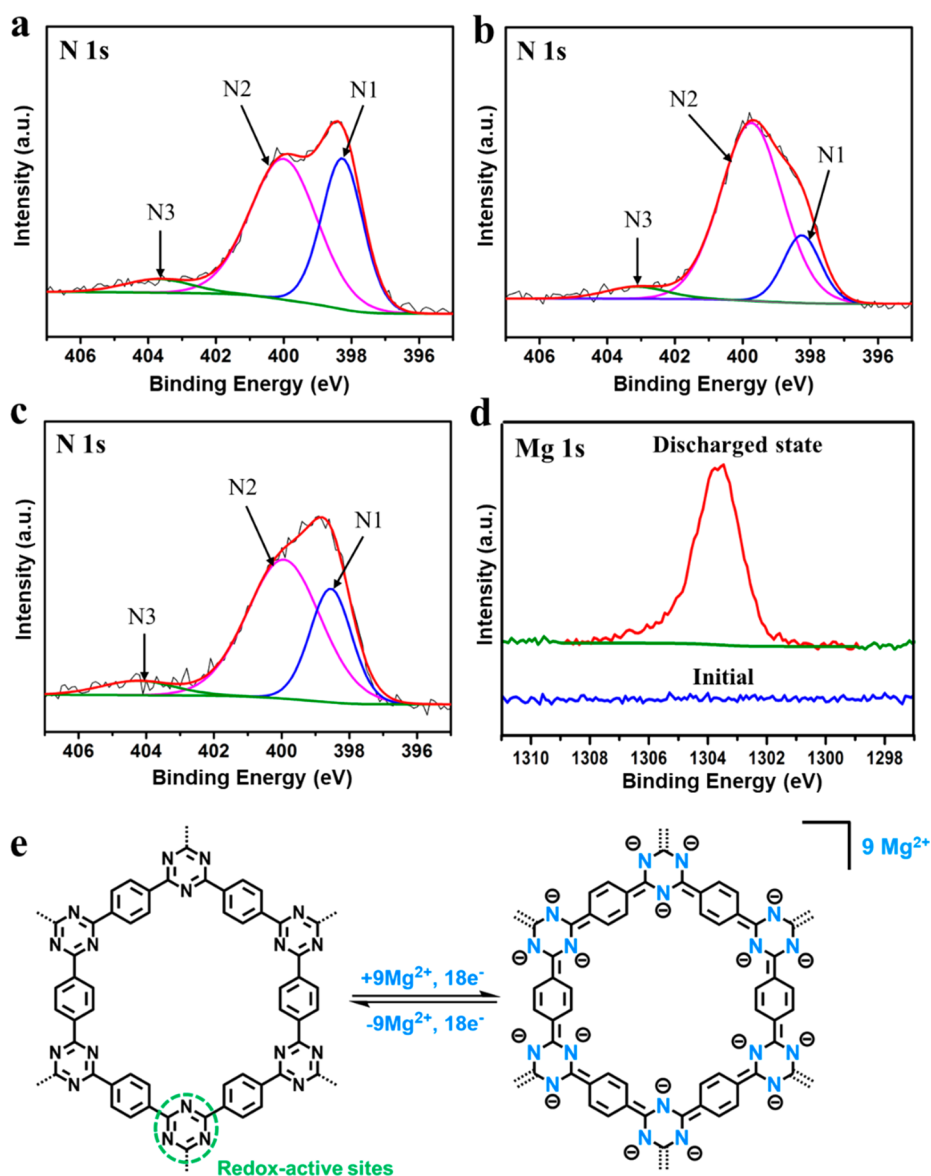 a
N 1s
N2
N1
N3
Intensity (a.u.)
406 404 402 400 398 396
Binding Energy (eV)
b
N 1s
N2
N1
N3
Intensity (a.u.)
406 404 402 400 398 396
Binding Energy (eV)
c
N 1s
N2
N1
N3
Intensity (a.u.)
406 404 402 400 398 396
Binding Energy (eV)
d
Mg 1s
Discharged state
Initial
Intensity (a.u.)
1310 1308 1306 1304 1302 1300 1298
Binding Energy (eV)
e
N N N
N N N
N N N
N N N
N N N
N N N
Redox-active sites
+9Mg²⁺, 18e⁻
-9Mg²⁺, 18e⁻
9 Mg²⁺
N N N
N N N
N N N
N N N
N N N
N N N